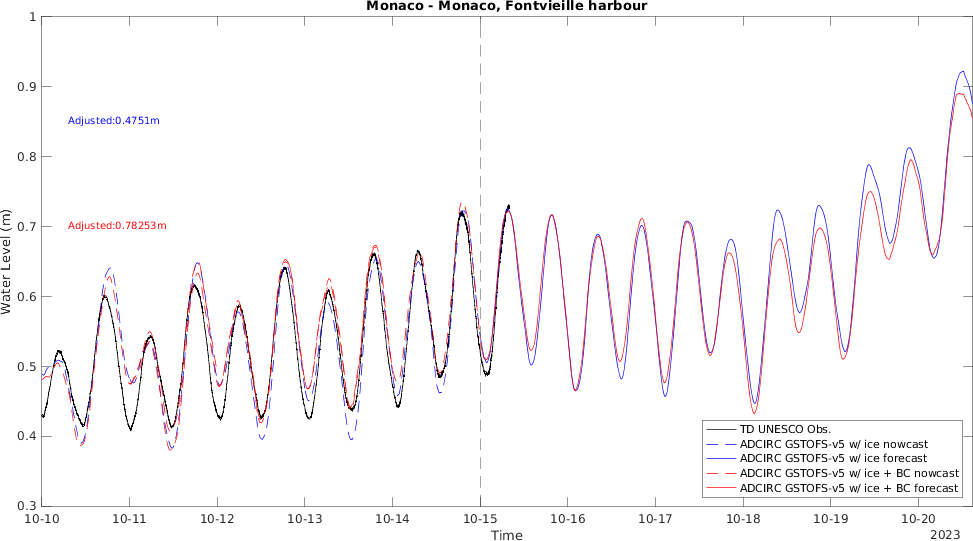 Monaco - Monaco, Fontvieille harbour
Water Level (m)
1
0.9
0.8
0.7
0.6
0.5
0.4
0.3
Adjusted:0.4751m
Adjusted:0.78253m
TD UNESCO Obs.
ADCIRC GSTOFS-v5 w/ ice nowcast
ADCIRC GSTOFS-v5 w/ ice forecast
ADCIRC GSTOFS-v5 w/ ice + BC nowcast
ADCIRC GSTOFS-v5 w/ ice + BC forecast
10-10 10-11 10-12 10-13 10-14 10-15 10-16 10-17 10-18 10-19 10-20
2023
Time